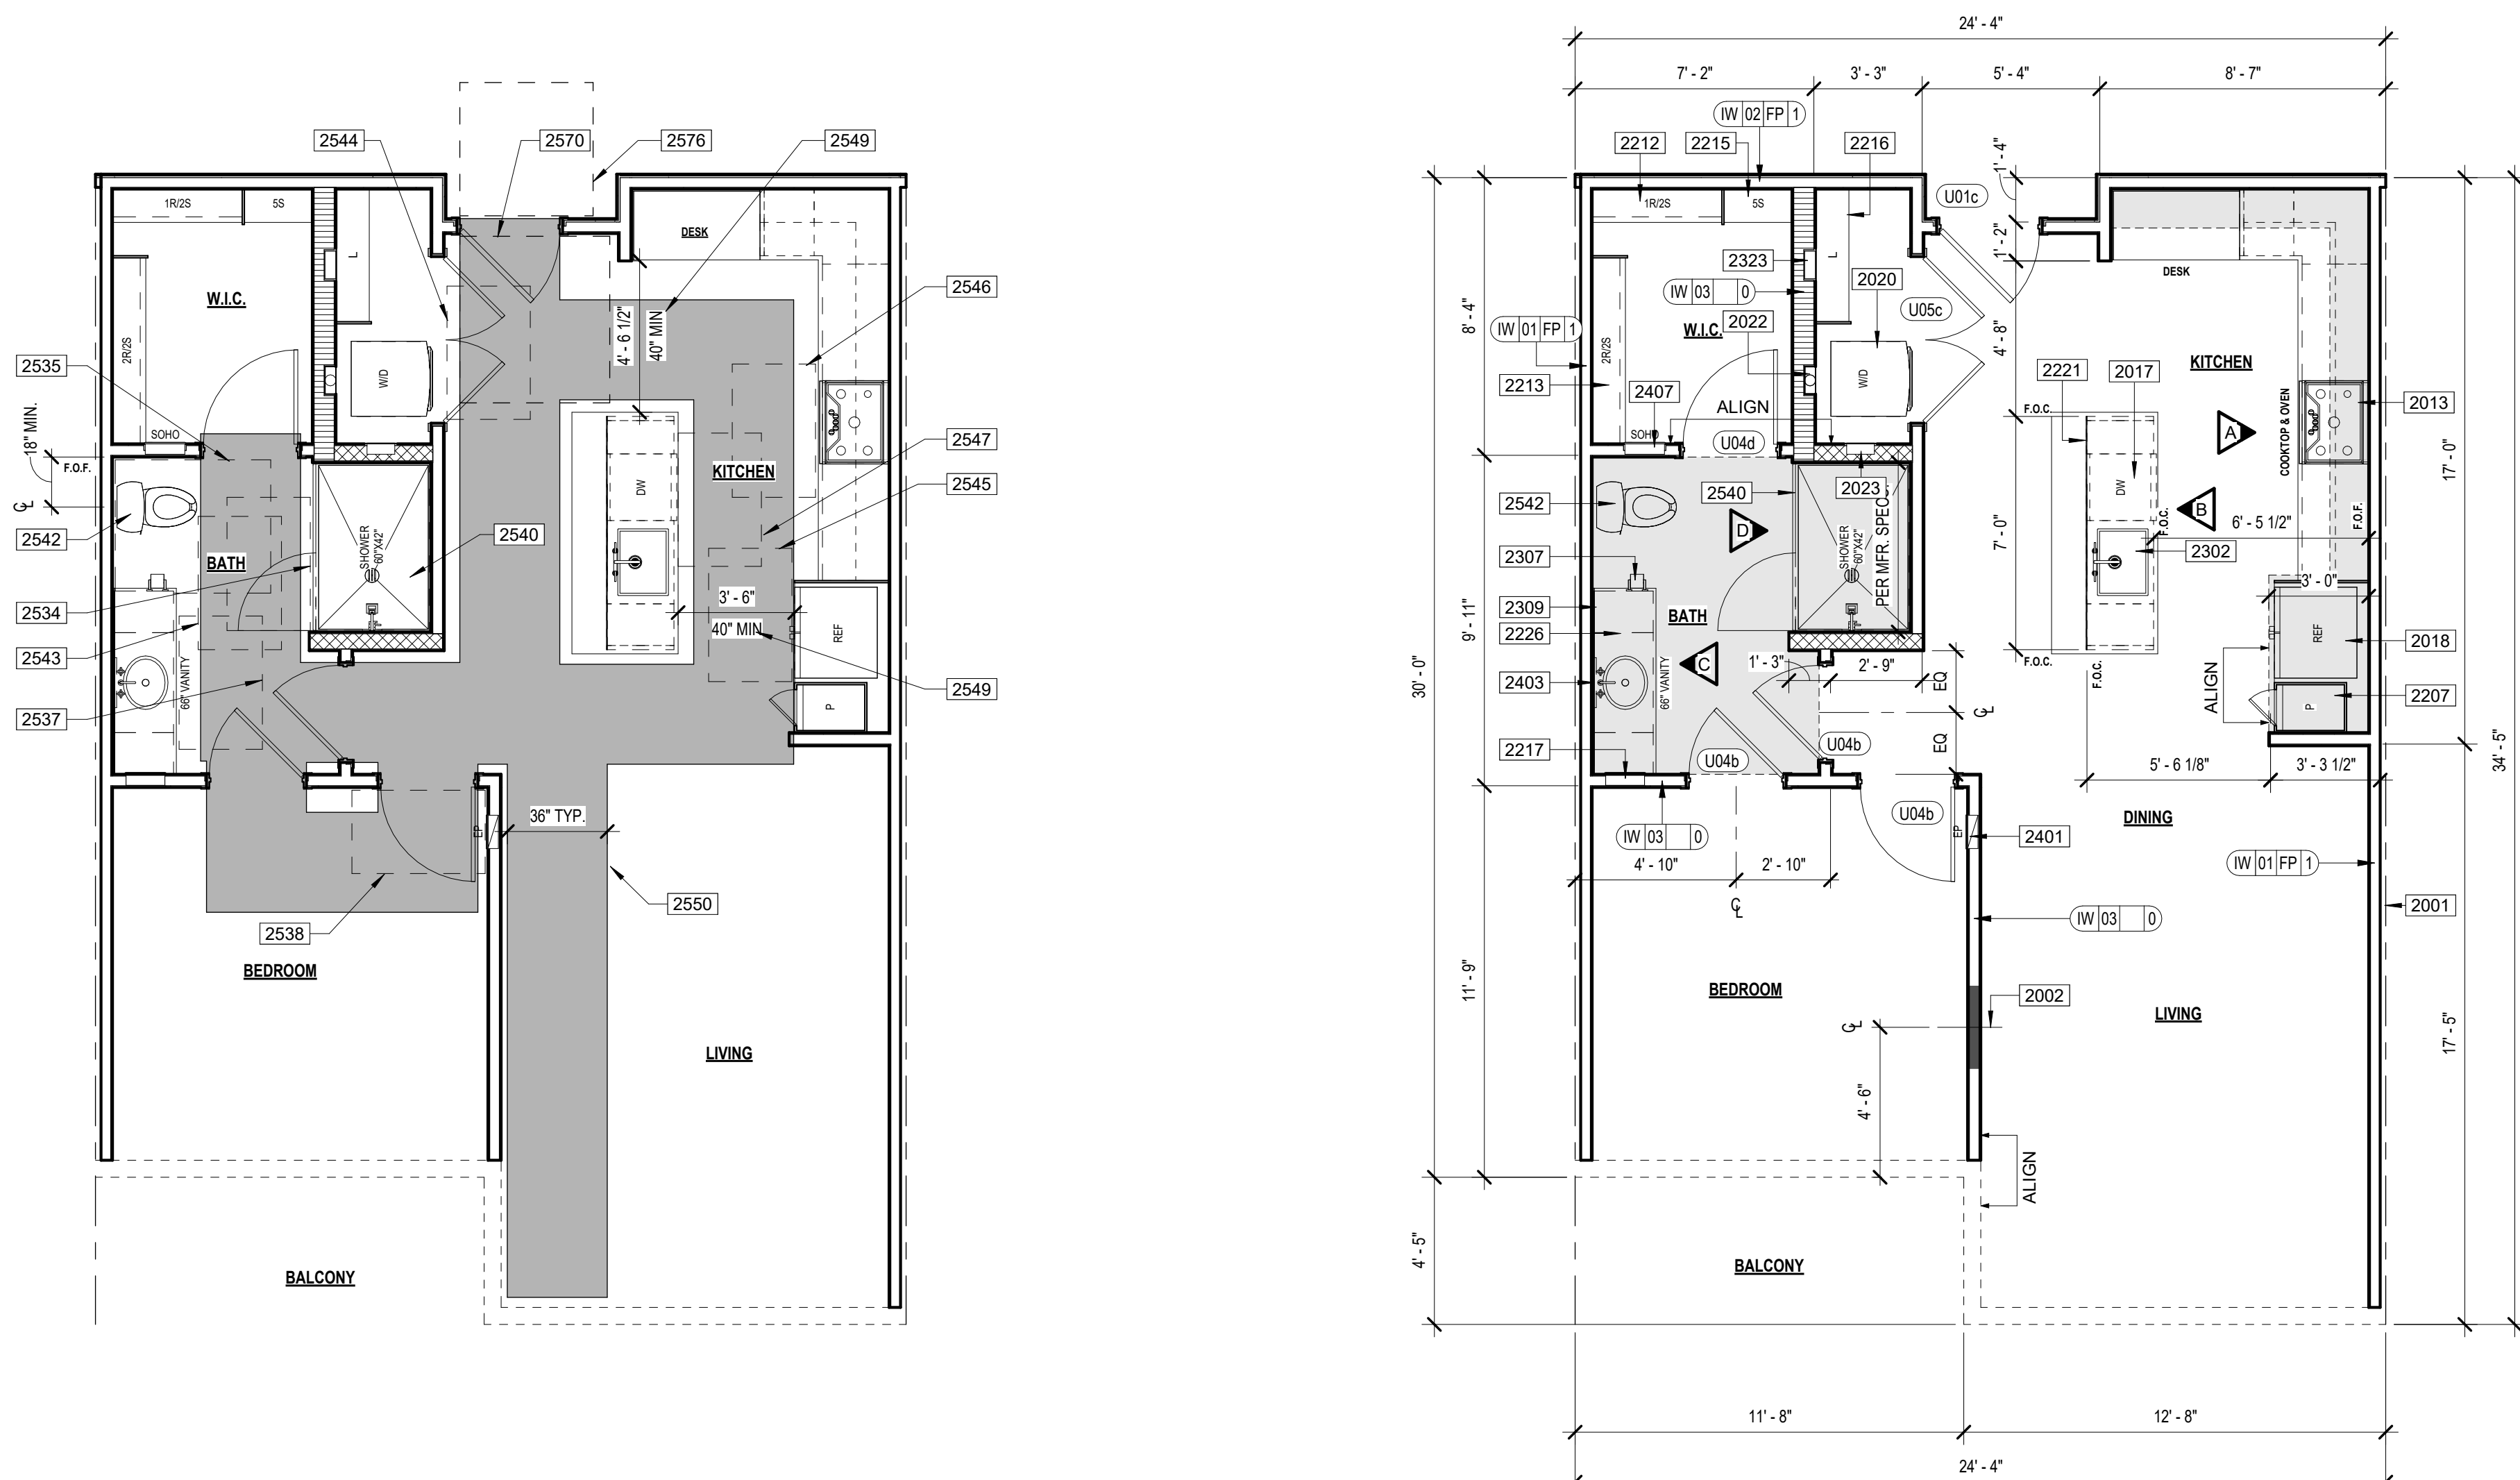 2544
2570
2576
2549
1R/2S
5S
DESK
L
W.I.C.
2546
4' - 6 1/2"
40" MIN
2R/2S
2535
W/D
18" MIN.
SOHO
F.O.F.
2547
KITCHEN
2545
DW
2542
2540
SHOWER
60"X42"
BATH
2534
3' - 6"
40" MIN
REF
2543
66" VANITY
2549
2537
P
36" TYP.
EP
2550
2538
BEDROOM
LIVING
BALCONY
24' - 4"
7' - 2"
3' - 3"
5' - 4"
8' - 7"
IW 02 FP 1
2212
2215
2216
1' - 4"
U01c
1R/2S
5S
1' - 2"
L
2323
DESK
2020
IW 03 0
U05c
8' - 4"
IW 01 FP 1
W.I.C.
2022
4' - 8"
2R/2S
KITCHEN
2221
2017
2213
2407
W/D
2013
ALIGN
F.O.C.
SOHO
U04d
A
COOKTOP & OVEN
17' - 0"
2023
2540
2542
DW
B
D
F.O.C.
6' - 5 1/2"
F.O.F.
PER MFR. SPECS.
SHOWER
60"X42"
7' - 0"
2302
2307
3' - 0"
2309
9' - 11"
BATH
2226
REF
2018
C
1' - 3"
2' - 9"
F.O.C.
F.O.C.
EQ
2403
66" VANITY
ALIGN
30' - 0"
P
2207
EQ
2217
U04b
U04b
5' - 6 1/8"
3' - 3 1/2"
34' - 5"
U04b
DINING
IW 03 0
EP
2401
4' - 10"
2' - 10"
IW 01 FP 1
2001
IW 03 0
11' - 9"
BEDROOM
2002
LIVING
17' - 5"
4' - 6"
ALIGN
4' - 5"
BALCONY
11' - 8"
12' - 8"
24' - 4"